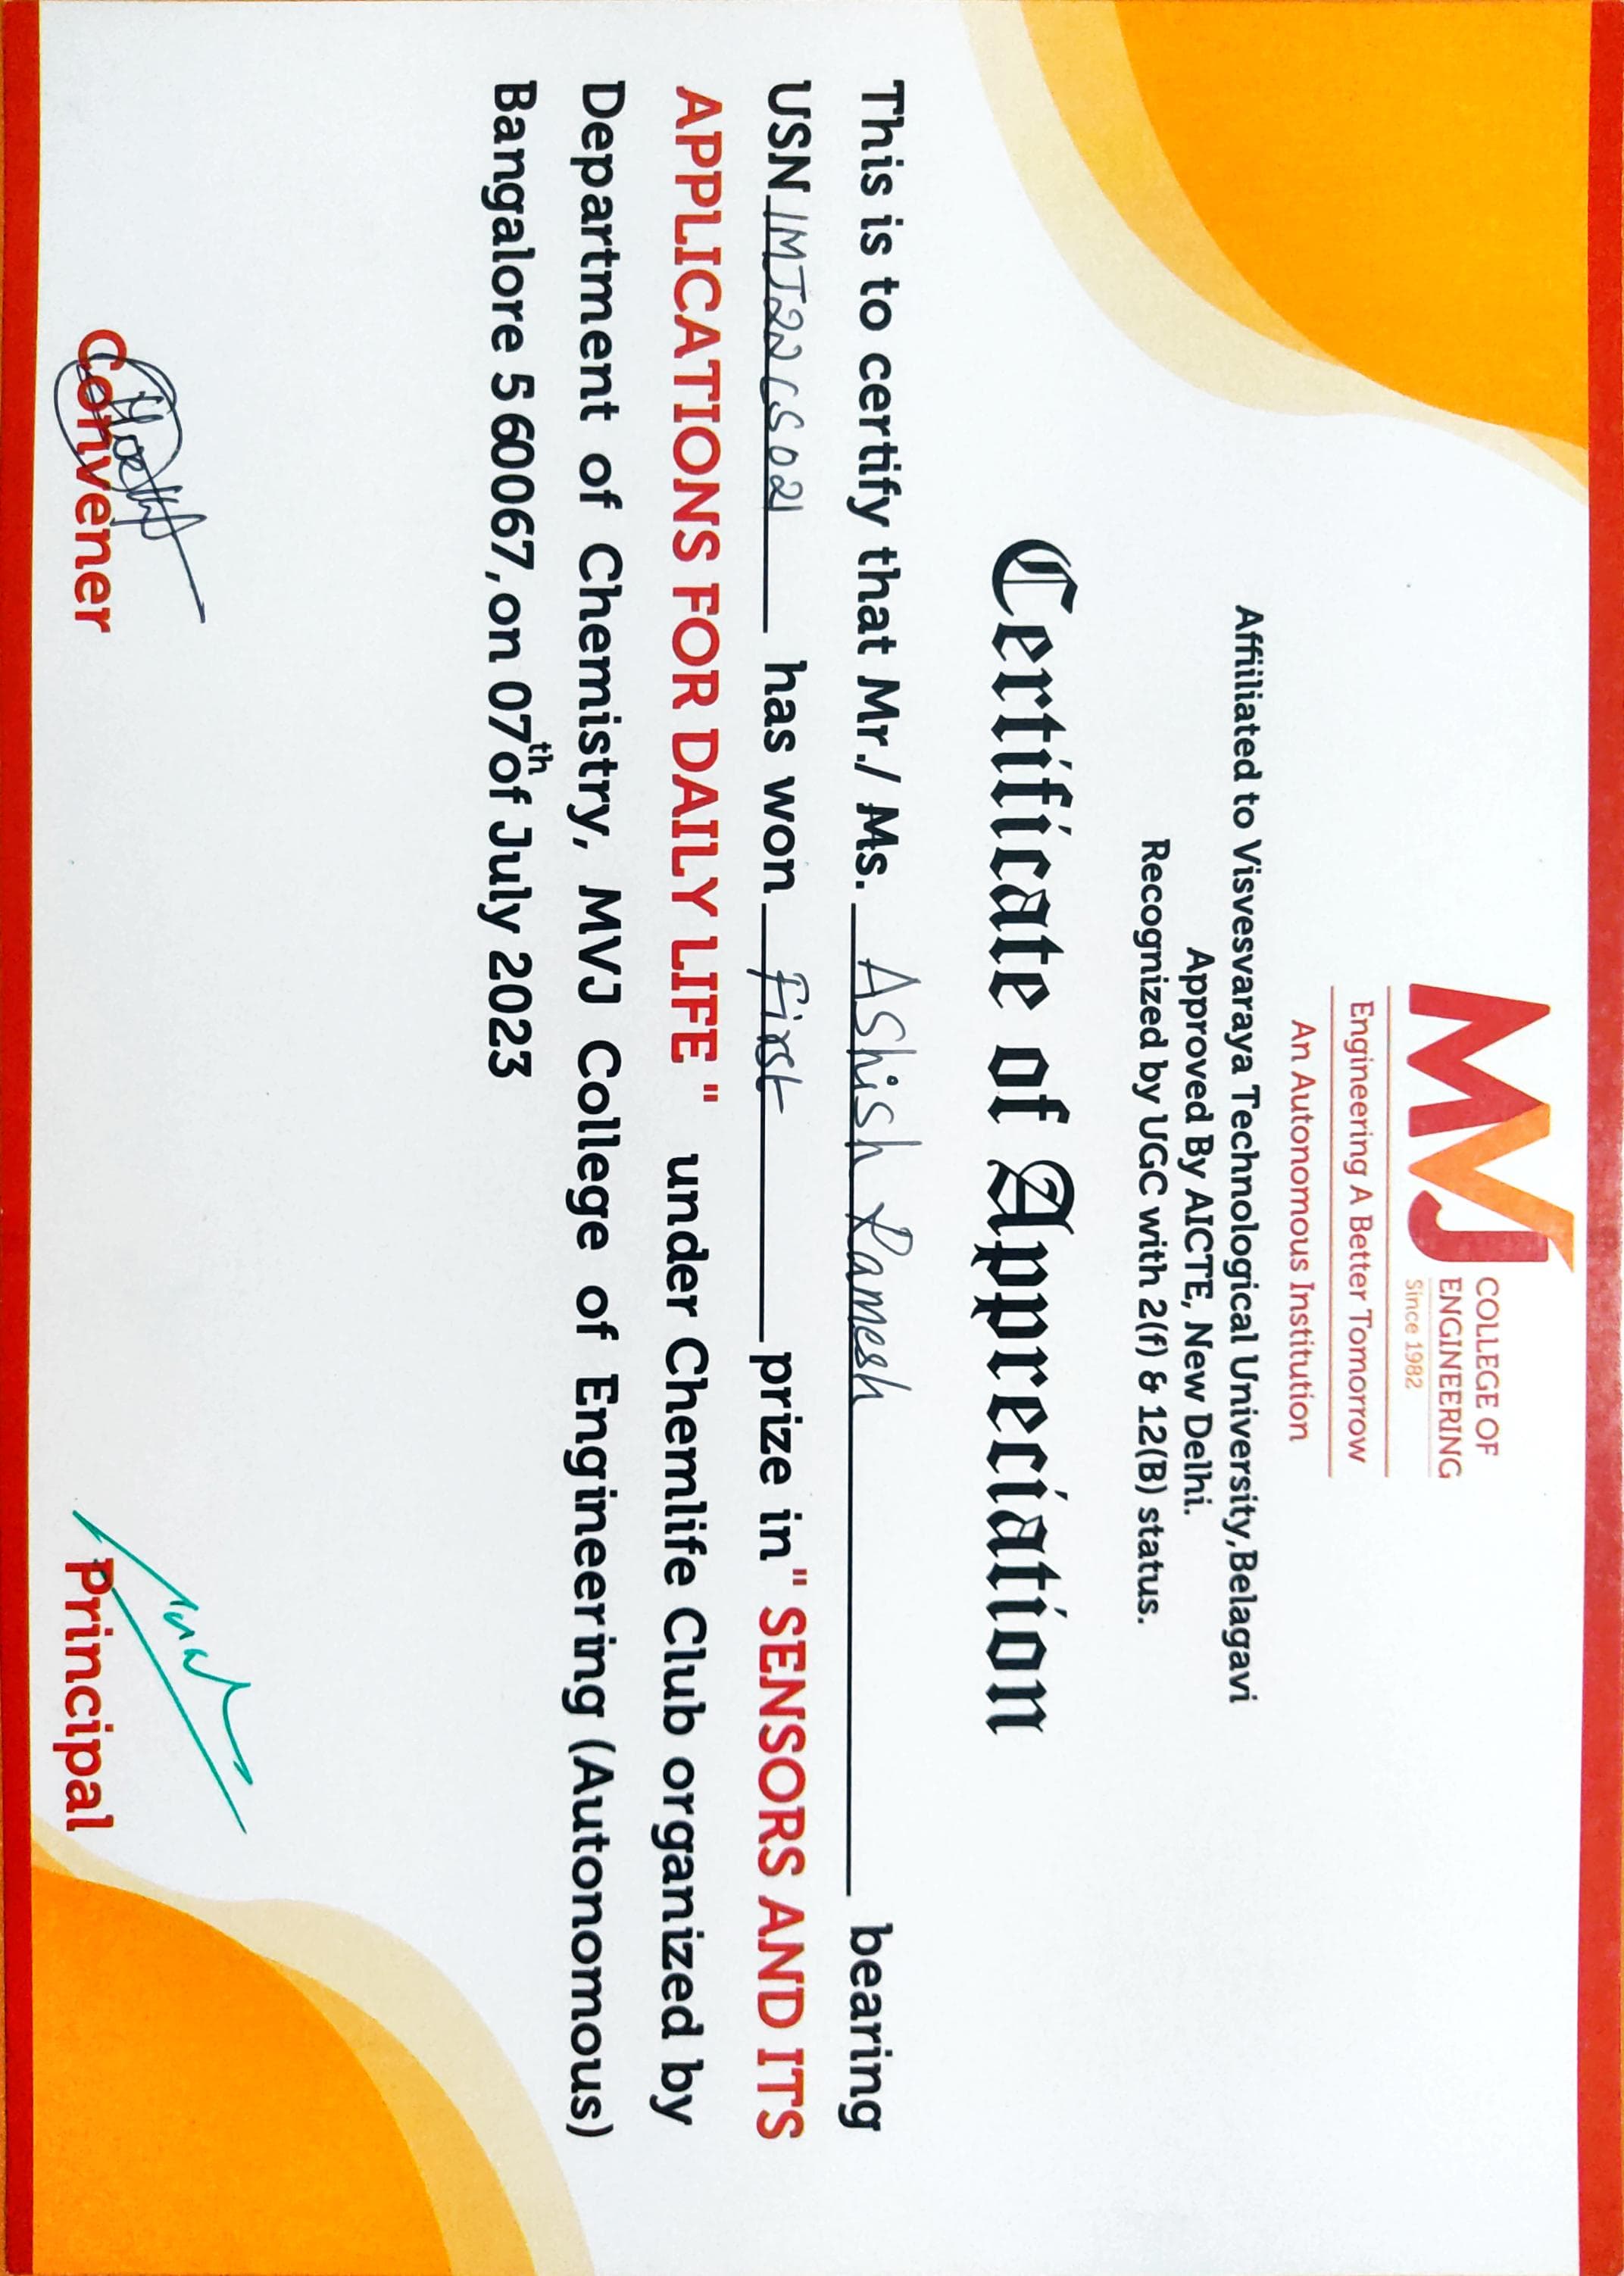 MVJ COLLEGE OF
ENGINEERING
Since 1982
Engineering A Better Tomorrow
An Autonomous Institution
Affiiliated to Visvesvaraya Technological University,Belagavi
Approved By AICTE, New Delhi.
Recognized by UGC with 2(f) & 12(B) status.
Certificate of Appreciation
This is to certify that Mr./ Ms. Ashish Ramesh bearing
USN 1MJ22CS021 has won First prize in" SENSORS AND ITS
APPLICATIONS FOR DAILY LIFE " under Chemlife Club organized by
Department of Chemistry, MVJ College of Engineering (Autonomous)
Bangalore 560067, on 07th of July 2023
Convener
Principal